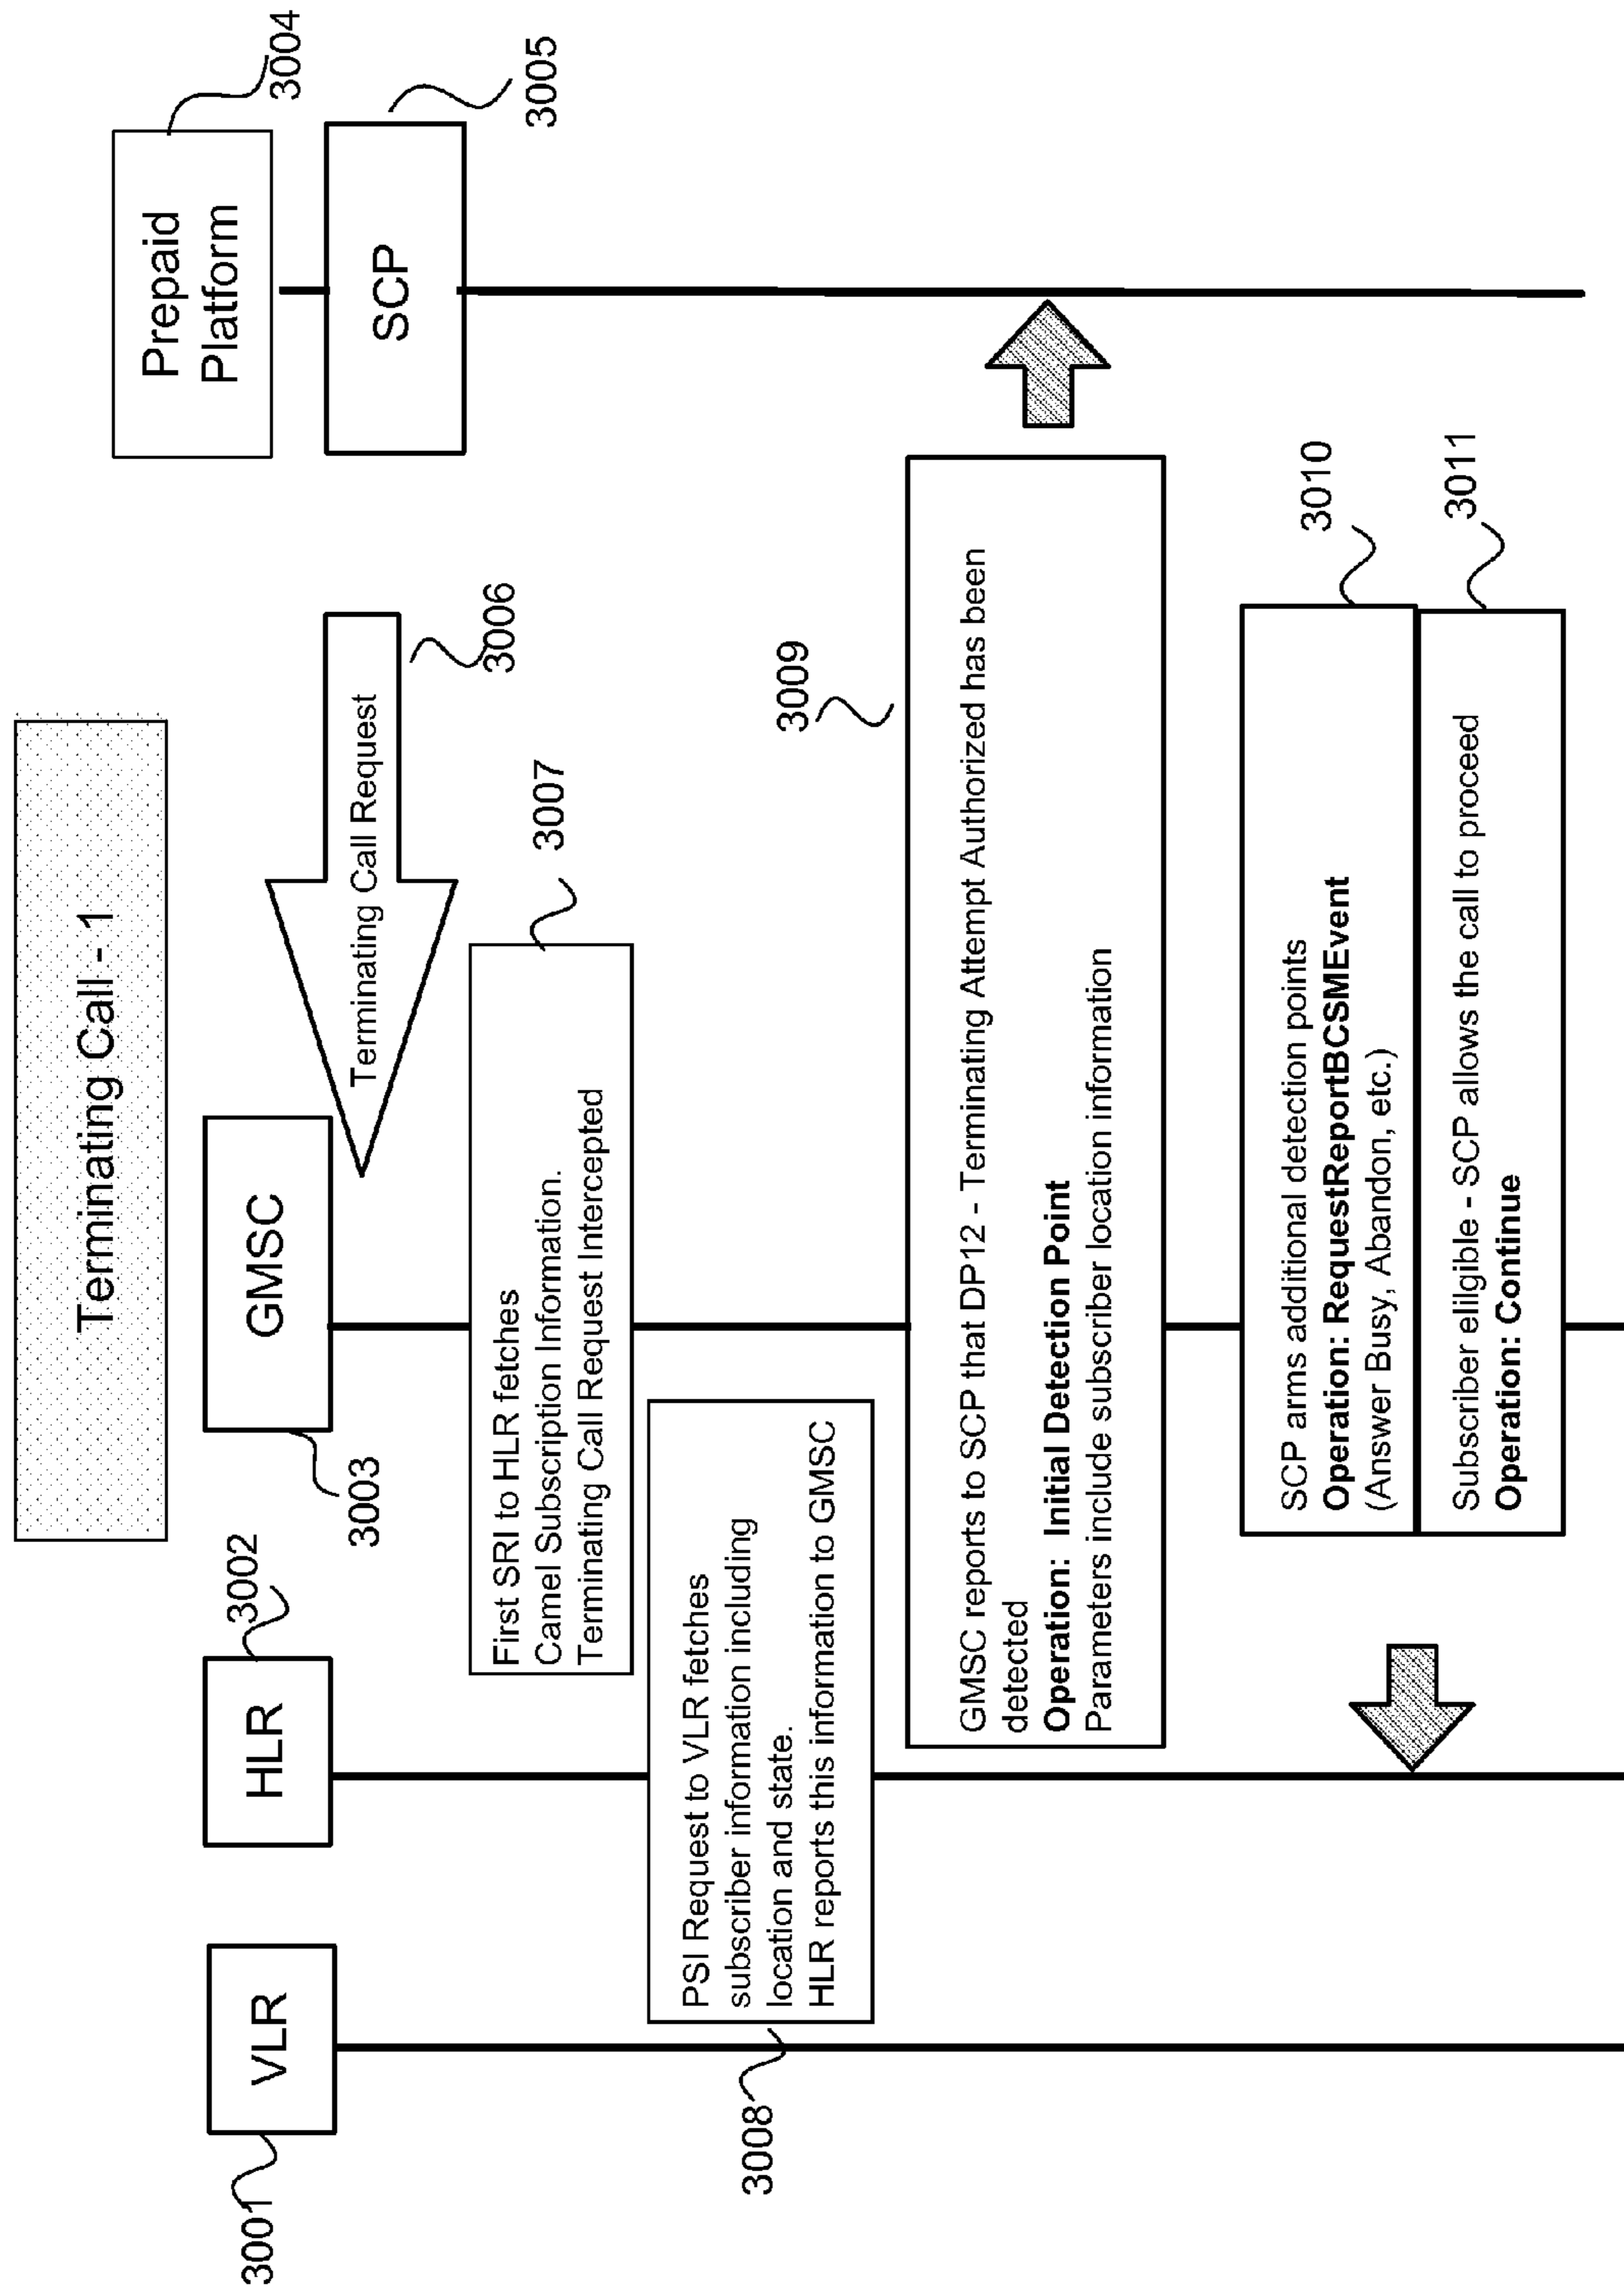 Terminating Call - 1
3001
VLR
3002
HLR
3003
GMSC
Prepaid
Platform
3004
SCP
3005
Terminating Call Request
3006
First SRI to HLR fetches
Camel Subscription Information.
Terminating Call Request Intercepted
3007
PSI Request to VLR fetches
subscriber information including
location and state.
HLR reports this information to GMSC
3008
3009
GMSC reports to SCP that DP12 - Terminating Attempt Authorized has been
detected
Operation: Initial Detection Point
Parameters include subscriber location information
3010
SCP arms additional detection points
Operation: RequestReportBCSMEvent
(Answer Busy, Abandon, etc.)
3011
Subscriber elilgible - SCP allows the call to proceed
Operation: Continue